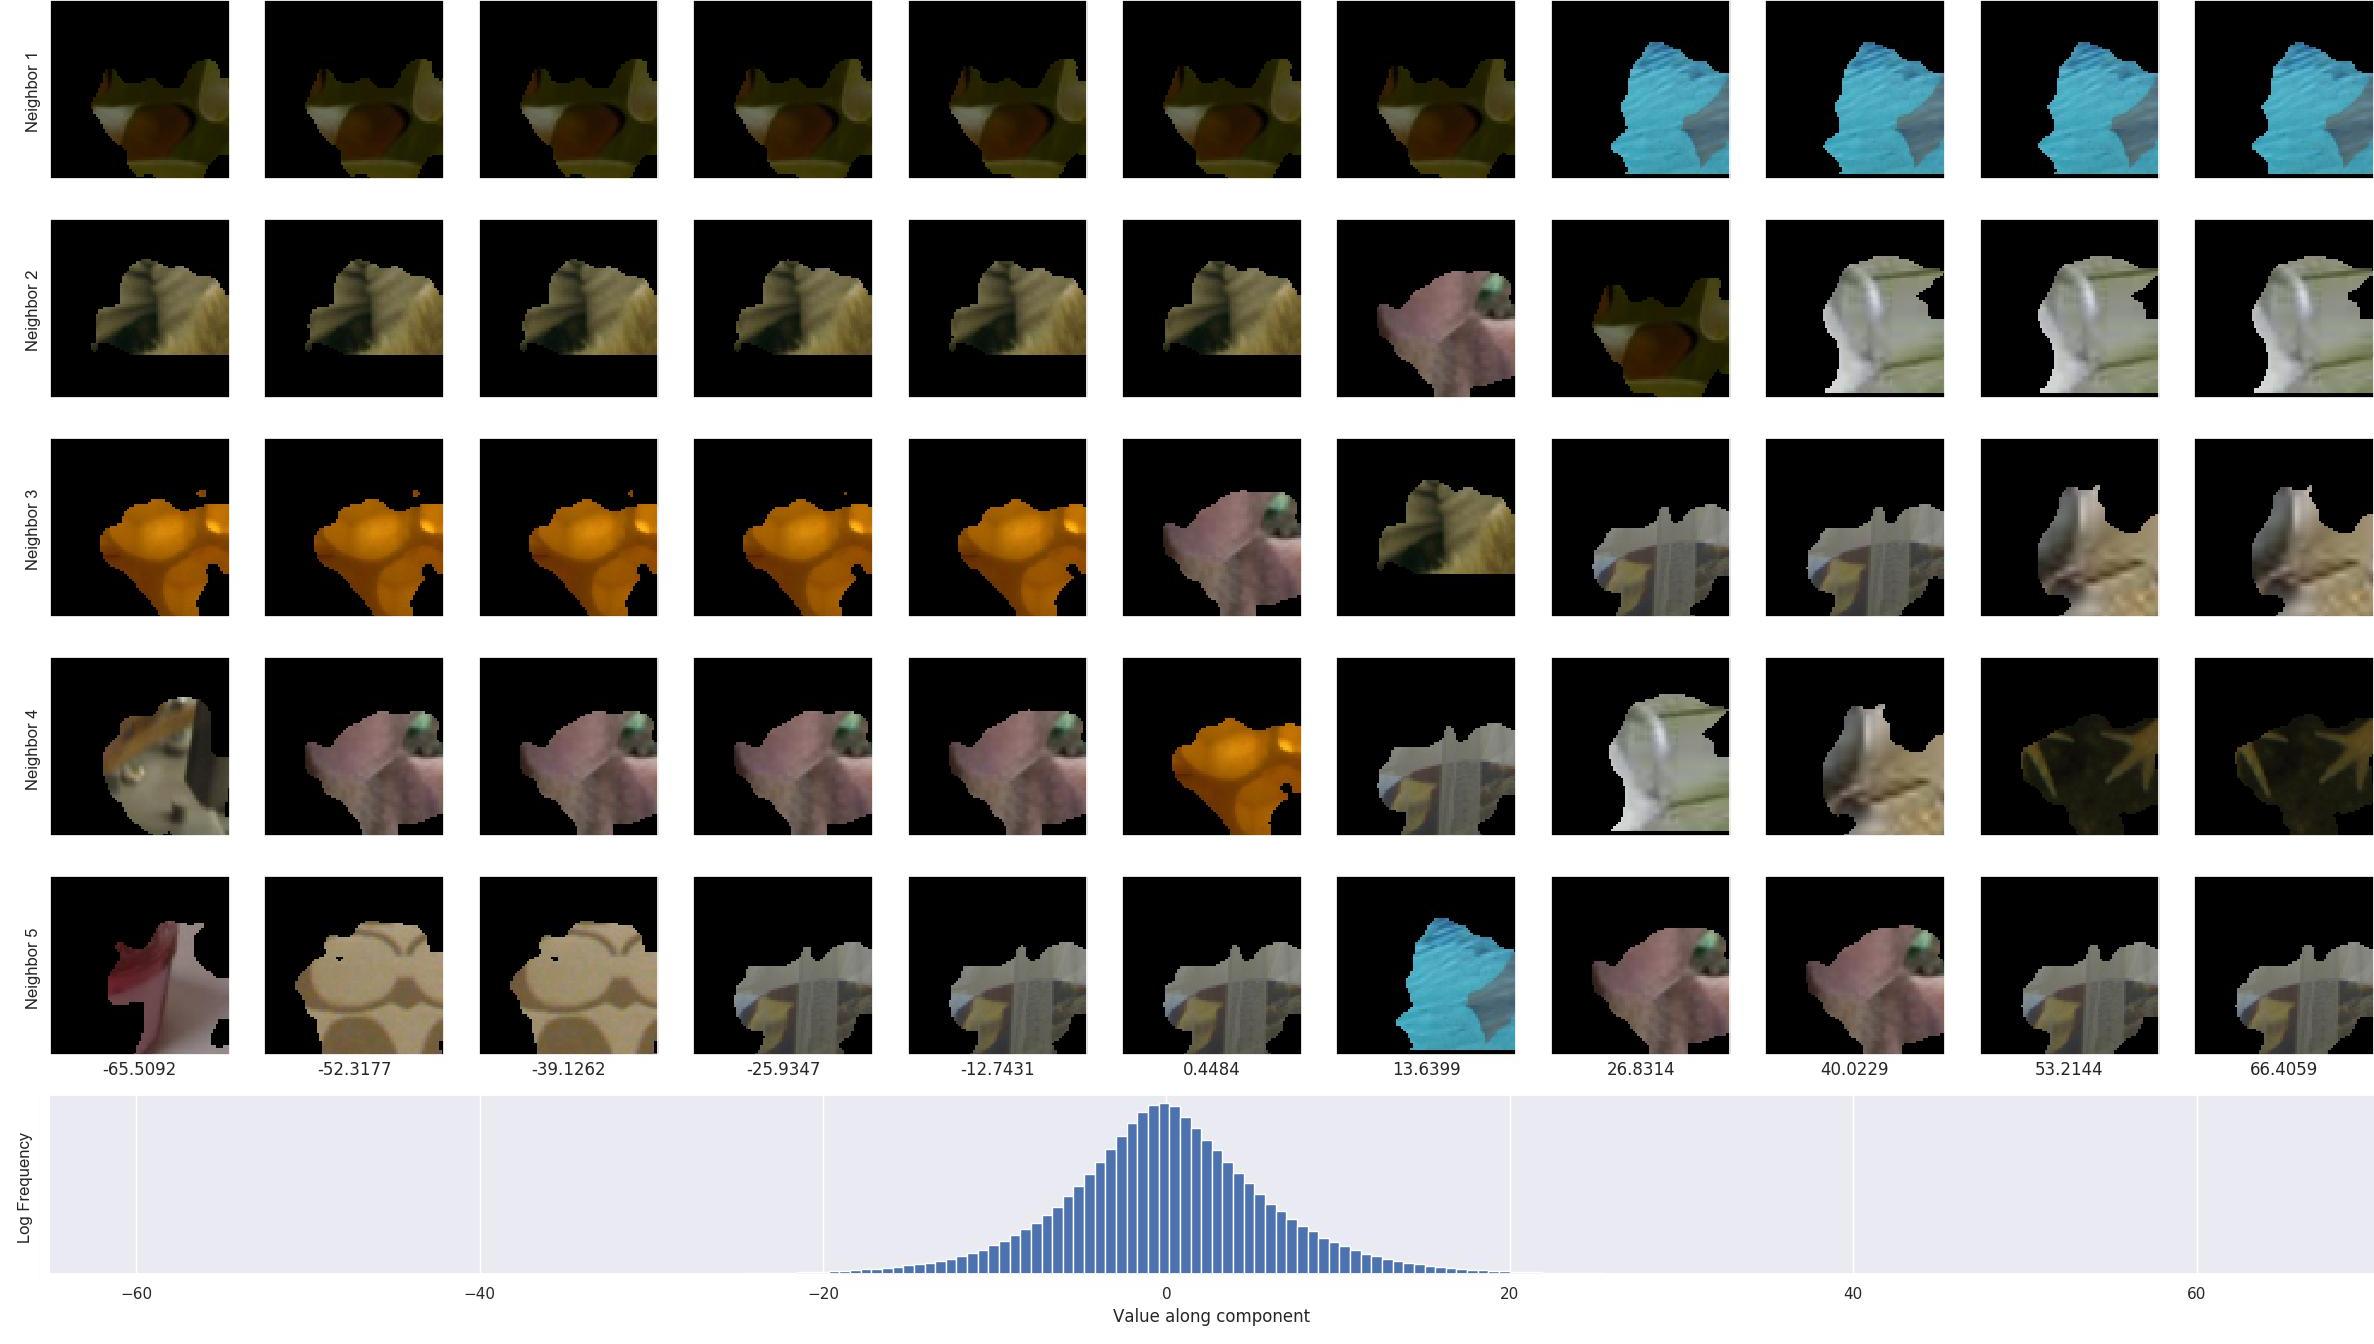 Neighbor 1
Neighbor 2
Neighbor 3
Neighbor 4
Neighbor 5
-65.5092 -52.3177 -39.1262 -25.9347 -12.7431 0.4484 13.6399 26.8314 40.0229 53.2144 66.4059
Log Frequency
−60 −40 −20 0 20 40 60
Value along component